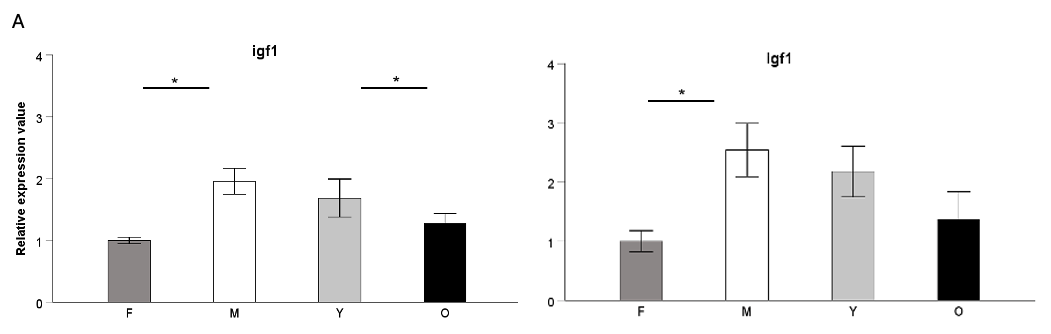 A
igf1
4
3
2
1
0
Relative expression value
*
*
F
M
Y
O
Igf1
4
3
2
1
0
*
F
M
Y
O